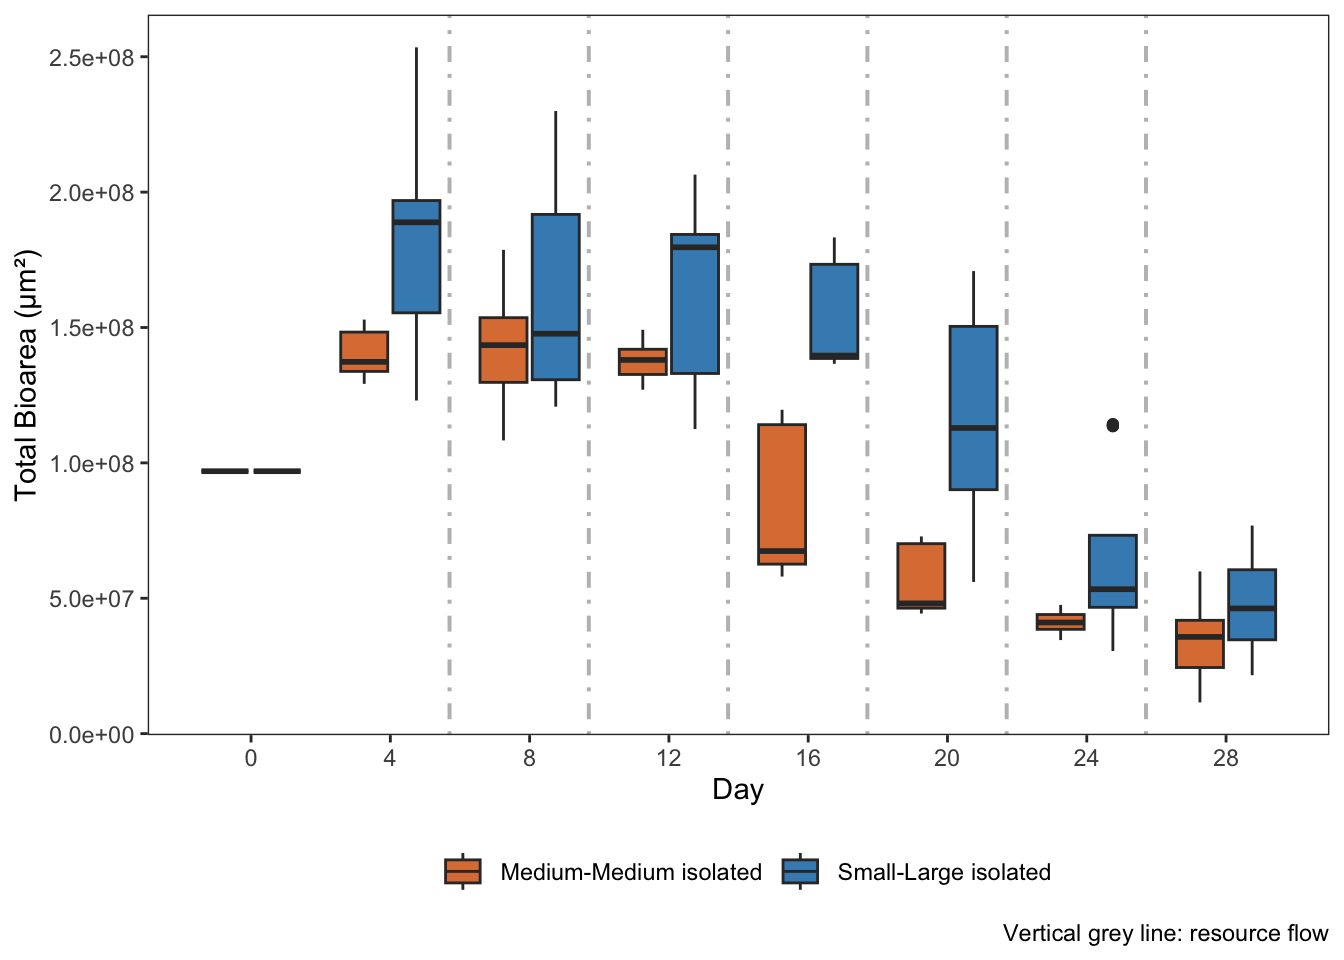 Total Bioarea (µm²)
2.5e+08
2.0e+08
1.5e+08
1.0e+08
5.0e+07
0.0e+00
0 4 8 12 16 20 24 28
Day
Medium-Medium isolated Small-Large isolated
Vertical grey line: resource flow